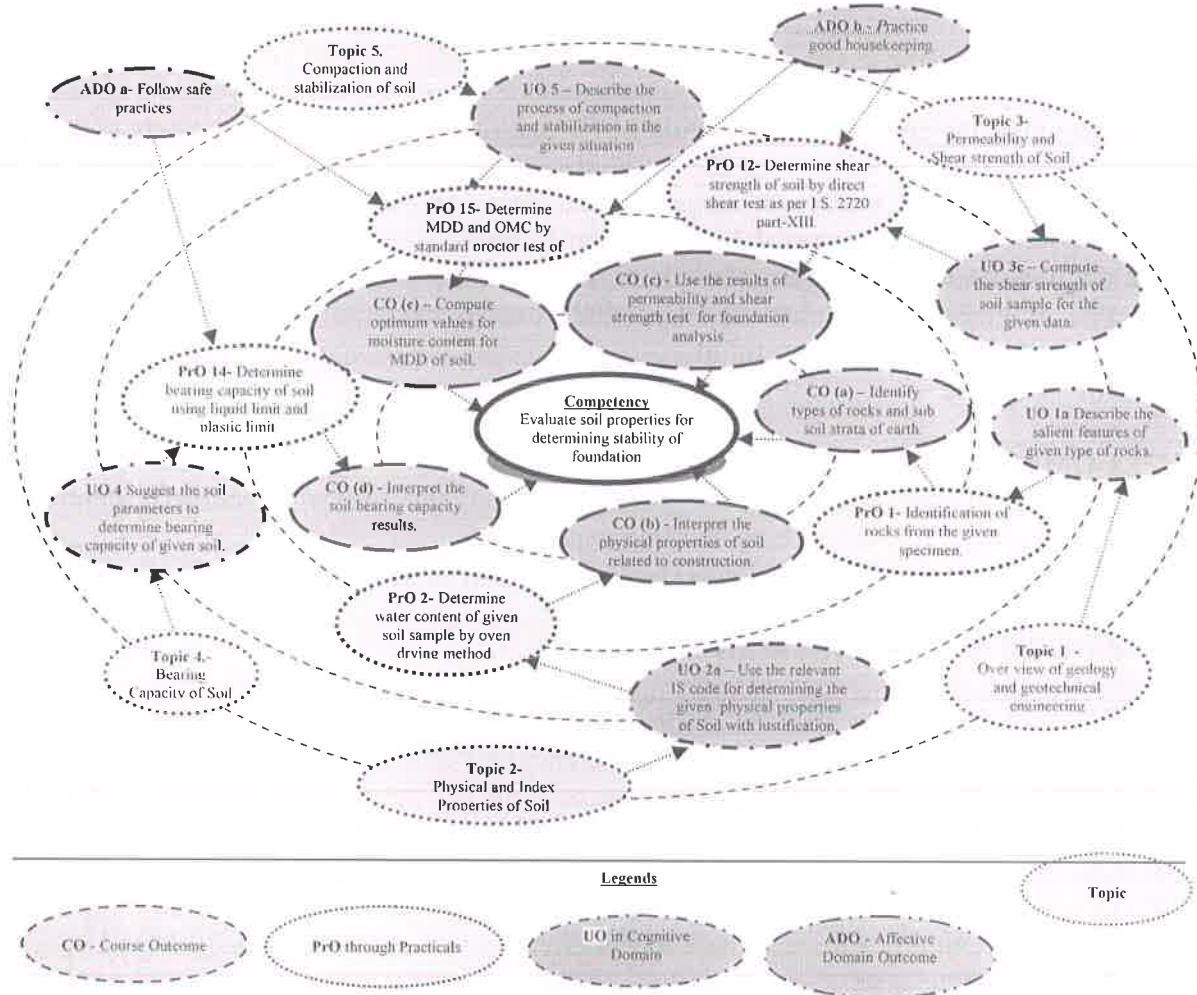 Topic 5.
Compaction and
stabilization of soil
ADO b - Practice
good housekeeping
ADO a- Follow safe
practices
UO 5 – Describe the
process of compaction
and stabilization in the
given situation
Topic 3-
Permeability and
Shear strength of Soil
PrO 12- Determine shear
strength of soil by direct
shear test as per I S. 2720
part-XIII.
PrO 15- Determine
MDD and OMC by
standard proctor test of
UO 3c – Compute
the shear strength of
soil sample for the
given data.
CO (e) – Compute
optimum values for
moisture content for
MDD of soil.
CO (c) - Use the results of
permeability and shear
strength test for foundation
analysis
PrO 14- Determine
bearing capacity of soil
using liquid limit and
plastic limit
Competency
Evaluate soil properties for
determining stability of
foundation
CO (a) – Identify
types of rocks and sub
soil strata of earth.
UO 1a Describe the
salient features of
given type of rocks.
UO 4 Suggest the soil
parameters to
determine bearing
capacity of given soil.
CO (d) - Interpret the
soil bearing capacity
results.
CO (b) - Interpret the
physical properties of soil
related to construction.
PrO 1- Identification of
rocks from the given
specimen.
PrO 2- Determine
water content of given
soil sample by oven
drying method
Topic 4.-
Bearing
Capacity of Soil
UO 2a – Use the relevant
IS code for determining the
given physical properties
of Soil with justification.
Topic 1 -
Over view of geology
and geotechnical
engineering
Topic 2-
Physical and Index
Properties of Soil
Legends
Topic
CO - Course Outcome
PrO through Practicals
UO in Cognitive
Domain
ADO - Affective
Domain Outcome